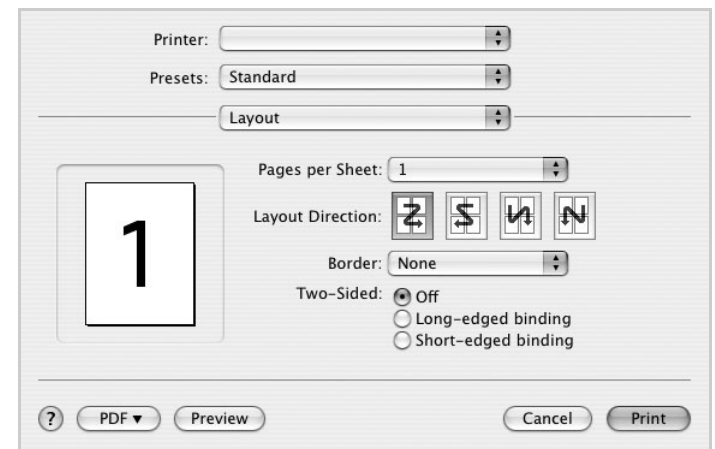 Printer:
Presets: Standard
Layout
Pages per Sheet: 1
1
Layout Direction:
Border: None
Two-Sided: Off
Long-edged binding
Short-edged binding
? PDF ▼ Preview Cancel Print